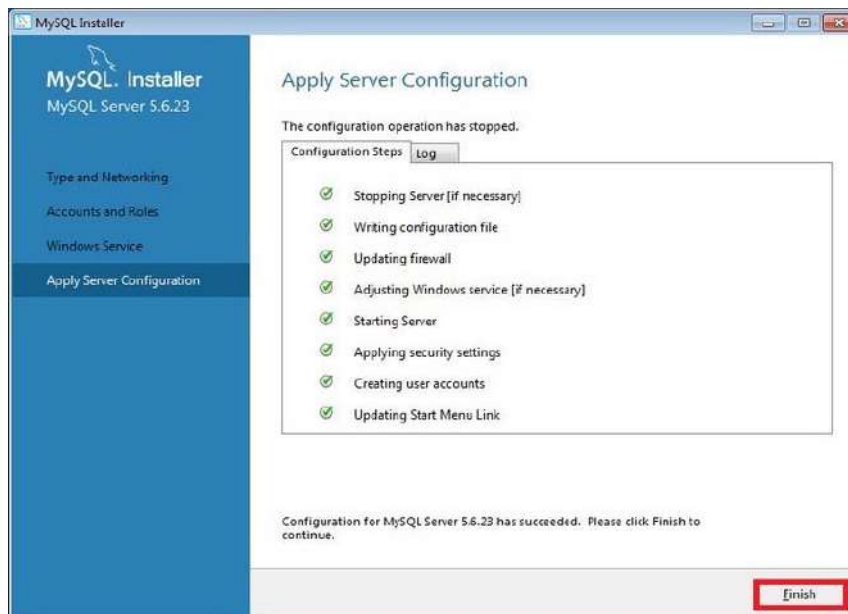 MySQL Installer
MySQL. Installer
MySQL Server 5.6.23
Type and Networking
Accounts and Roles
Windows Service
Apply Server Configuration
Apply Server Configuration
The configuration operation has stopped.
Configuration Steps
Log
Stopping Server [if necessary]
Writing configuration file
Updating firewall
Adjusting Windows service [if necessary]
Starting Server
Applying security settings
Creating user accounts
Updating Start Menu Link
Configuration for MySQL Server 5.6.23 has succeeded. Please click Finish to
continue.
Finish